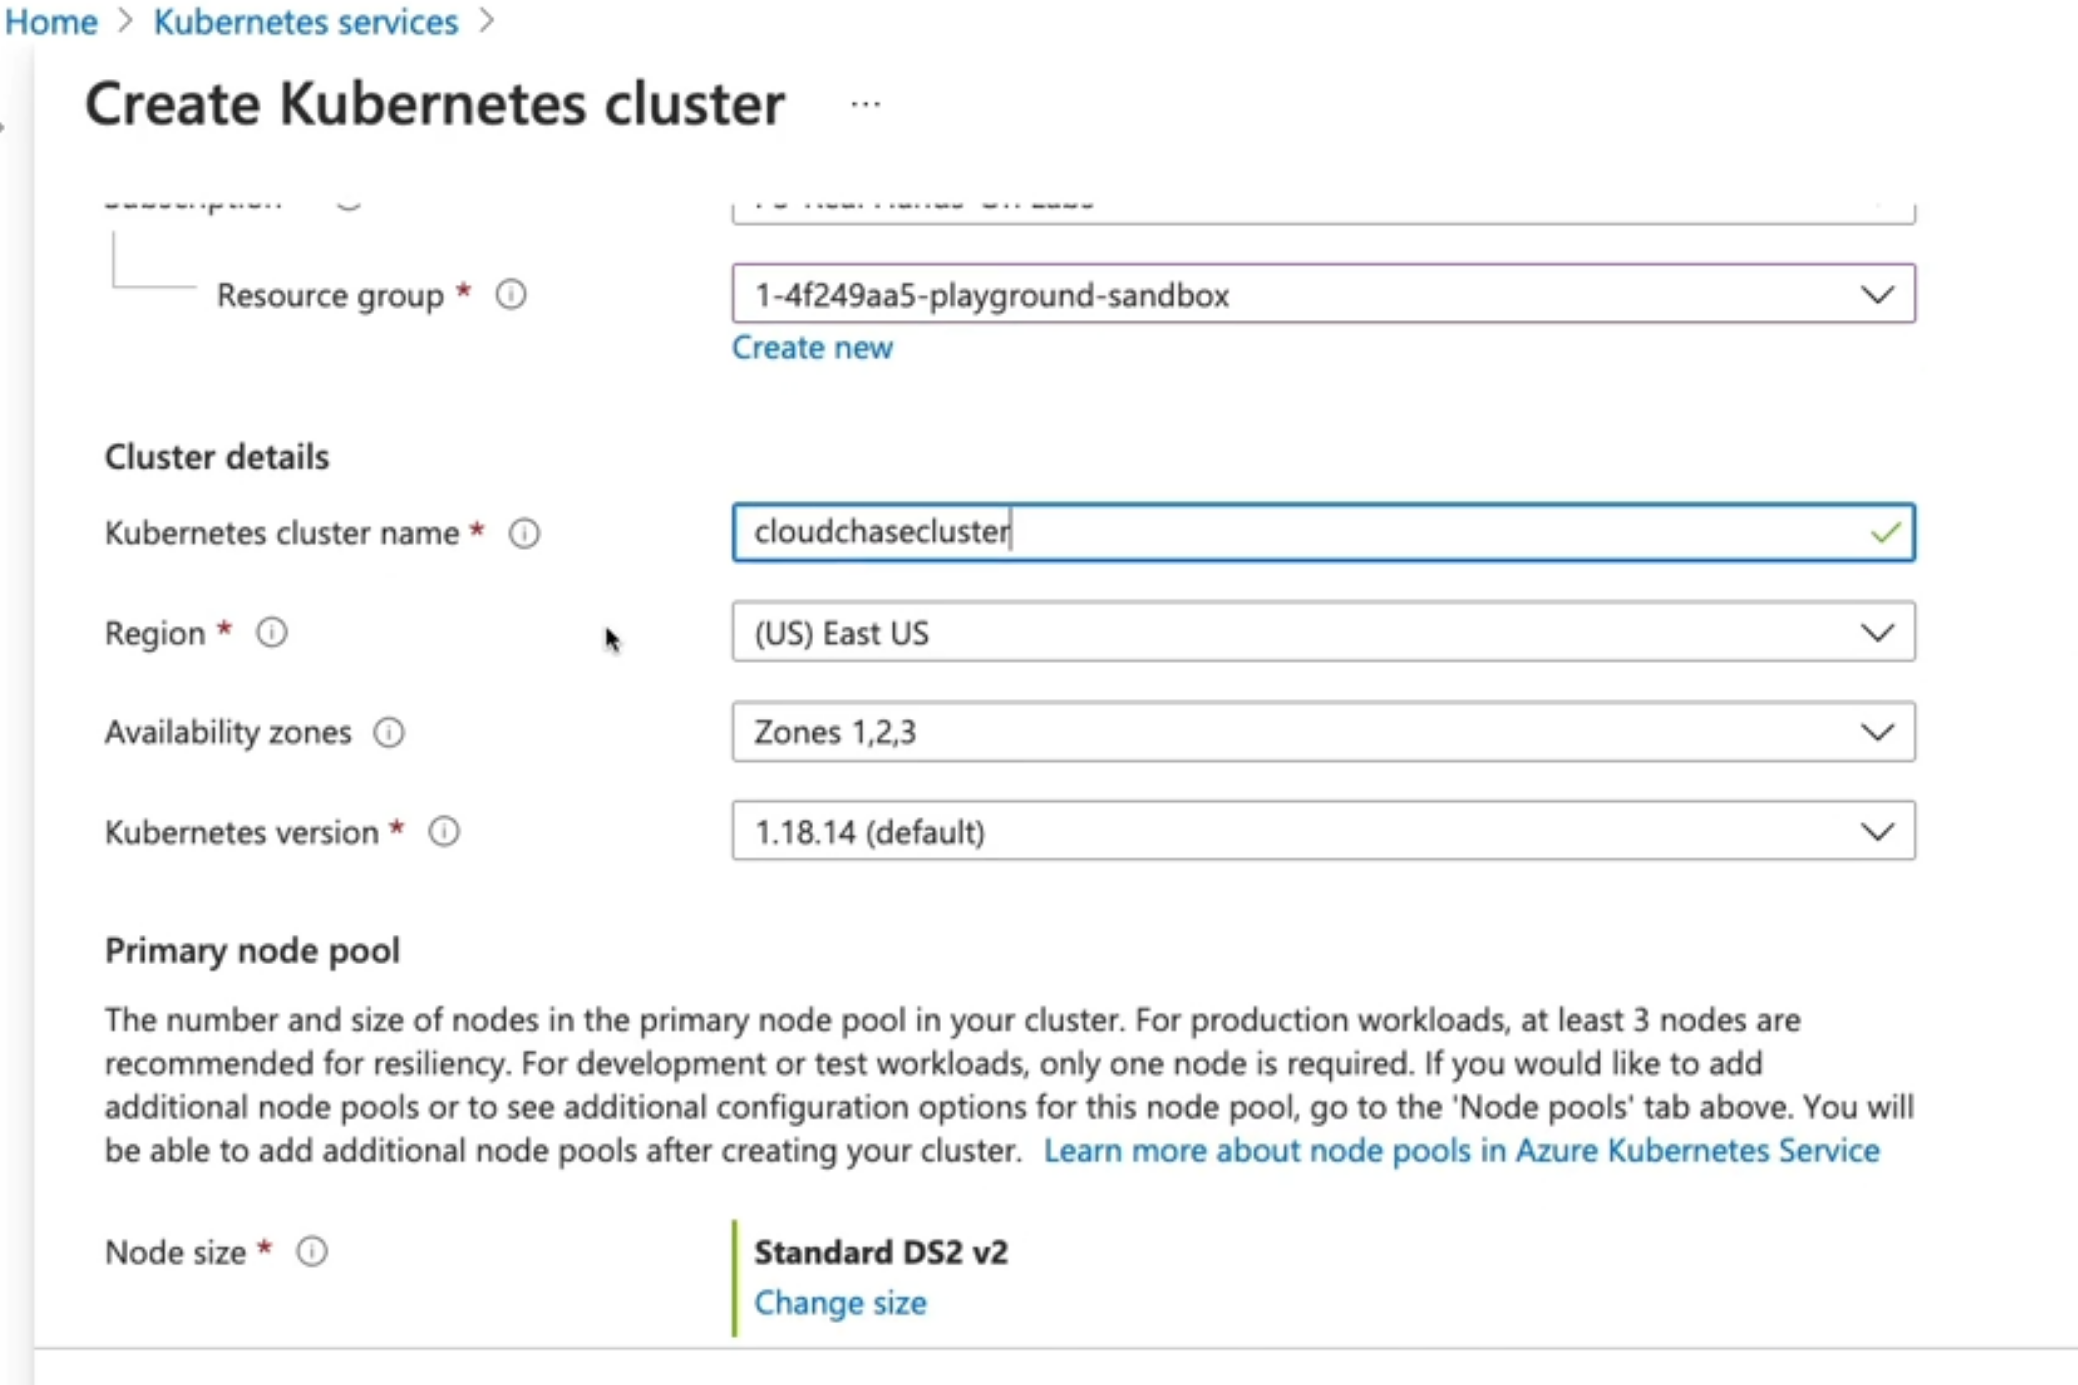 Home > Kubernetes services >
Create Kubernetes cluster ...
Subscription
Resource group *
1-4f249aa5-playground-sandbox
Create new
Cluster details
Kubernetes cluster name *
cloudchasecluster
Region *
(US) East US
Availability zones
Zones 1,2,3
Kubernetes version *
1.18.14 (default)
Primary node pool
The number and size of nodes in the primary node pool in your cluster. For production workloads, at least 3 nodes are
recommended for resiliency. For development or test workloads, only one node is required. If you would like to add
additional node pools or to see additional configuration options for this node pool, go to the 'Node pools' tab above. You will
be able to add additional node pools after creating your cluster. Learn more about node pools in Azure Kubernetes Service
Node size *
Standard DS2 v2
Change size